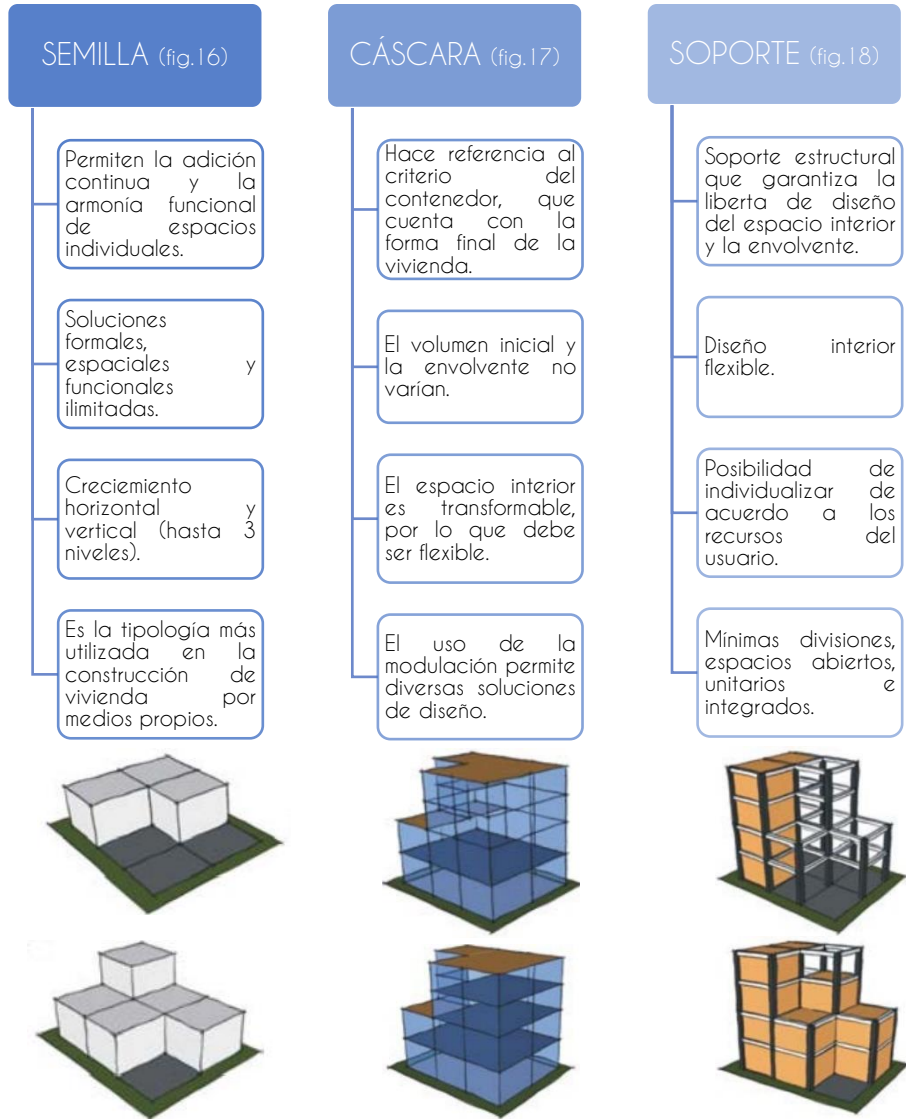 SEMILLA (fig.16)
Permiten la adición
continua y la
armonía funcional
de espacios
individuales.
Soluciones
formales,
espaciales y
funcionales
ilimitadas.
Creciemiento
horizontal y
vertical (hasta 3
niveles).
Es la tipología más
utilizada en la
construcción de
vivienda por
medios propios.
CÁSCARA (fig.17)
Hace referencia al
criterio del
contenedor, que
cuenta con la
forma final de la
vivienda.
El volumen inicial y
la envolvente no
varían.
El espacio interior
es transformable,
por lo que debe
ser flexible.
El uso de la
modulación permite
diversas soluciones
de diseño.
SOPORTE (fig.18)
Soporte estructural
que garantiza la
liberta de diseño
del espacio interior
y la envolvente.
Diseño interior
flexible.
Posibilidad de
individualizar de
acuerdo a los
recursos del
usuario.
Mínimas divisiones,
espacios abiertos,
unitarios e
integrados.